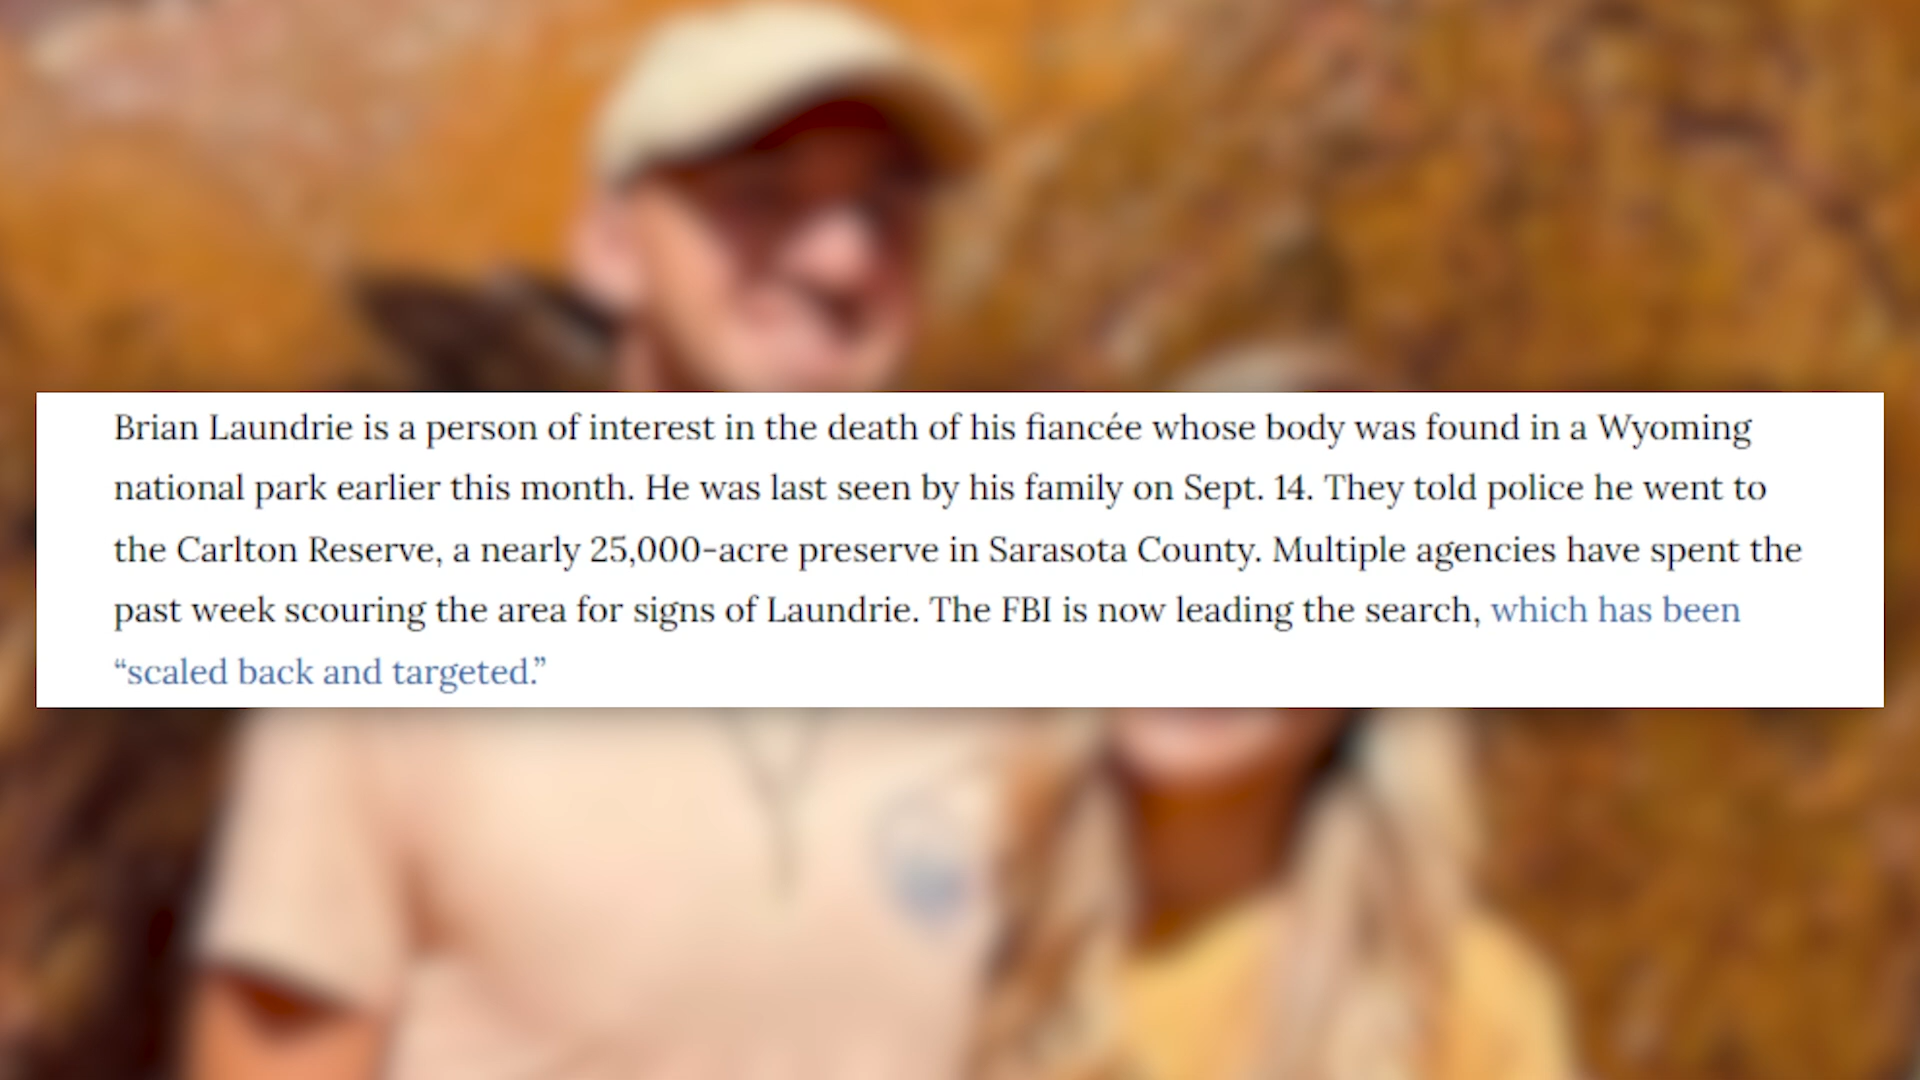 Brian Laundrie is a person of interest in the death of his fiancée whose body was found in a Wyoming
national park earlier this month. He was last seen by his family on Sept. 14. They told police he went to
the Carlton Reserve, a nearly 25,000-acre preserve in Sarasota County. Multiple agencies have spent the
past week scouring the area for signs of Laundrie. The FBI is now leading the search, which has been
“scaled back and targeted.”